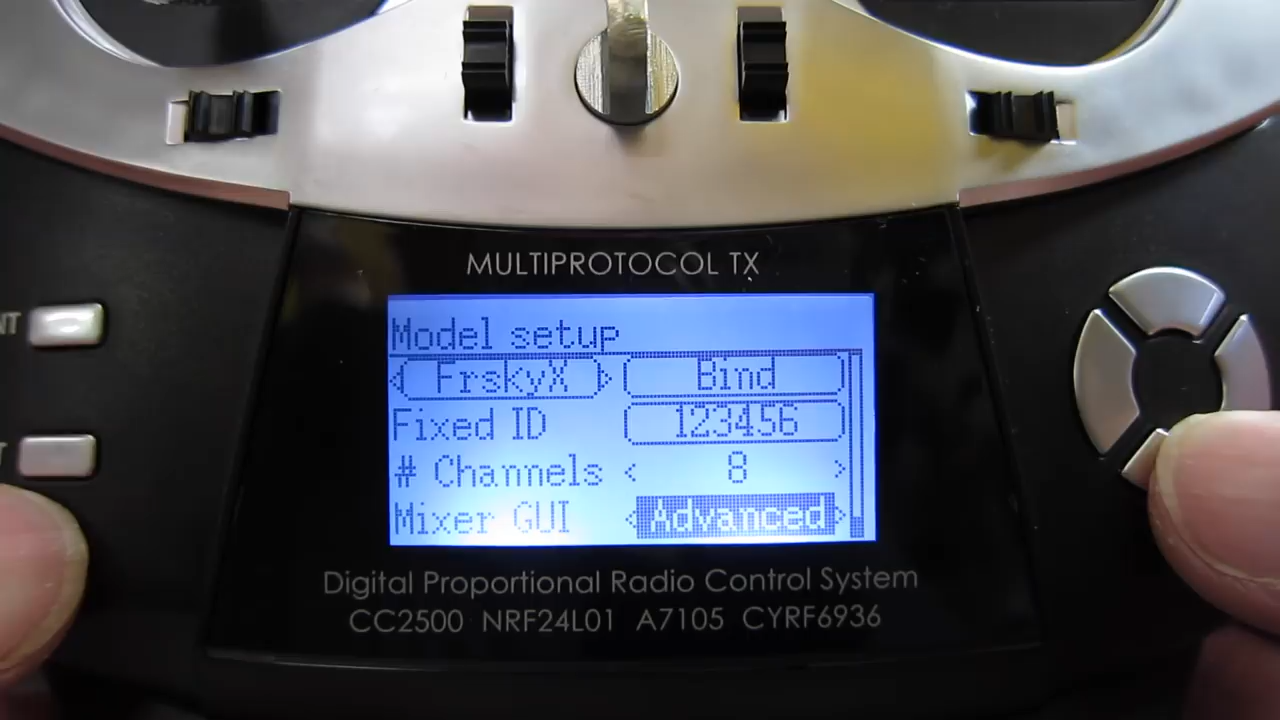 MULTIPROTOCOL TX
Model setup
FrskyX Bind
Fixed ID 123456
# Channels < 8 >
Mixer GUI < Advanced >
Digital Proportional Radio Control System
CC2500 NRF24L01 A7105 CYRF6936